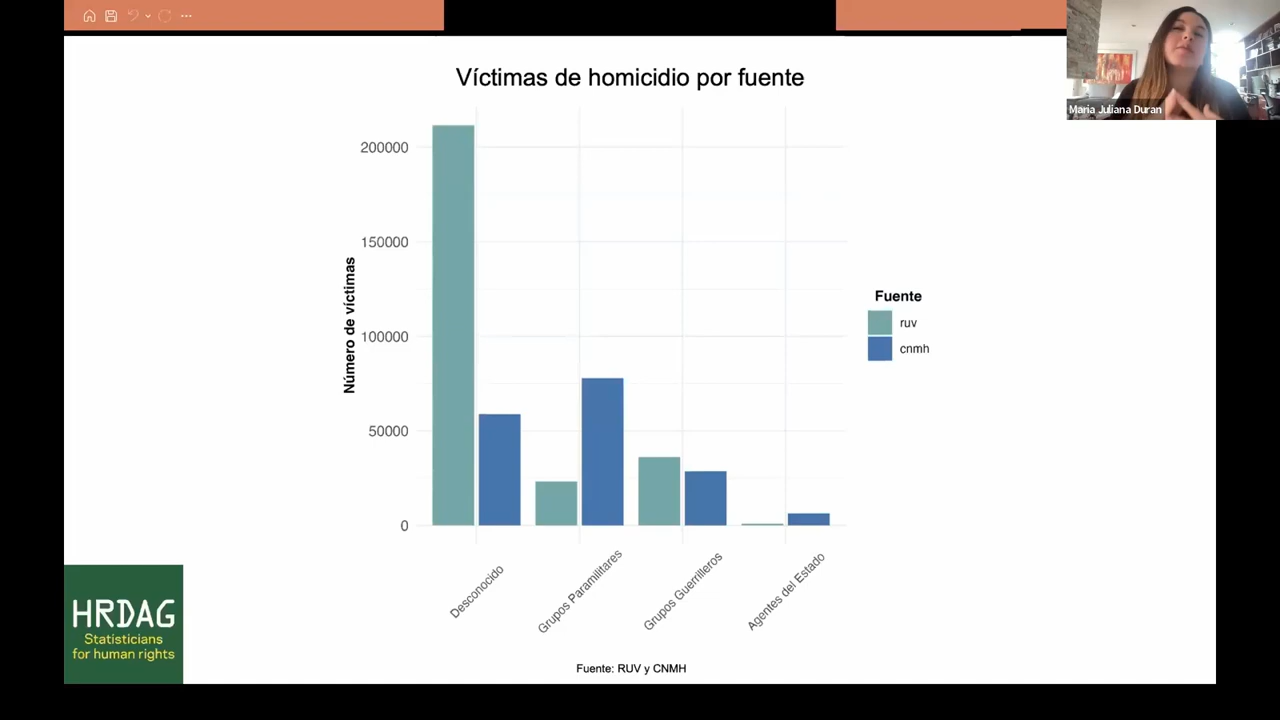 Maria Juliana Duran
Víctimas de homicidio por fuente
Número de víctimas
200000
150000
100000
50000
0
Desconocido
Grupos Paramilitares
Grupos Guerrilleros
Agentes del Estado
Fuente
ruv
cnmh
Fuente: RUV y CNMH
HRDAG
Statisticians
for human rights